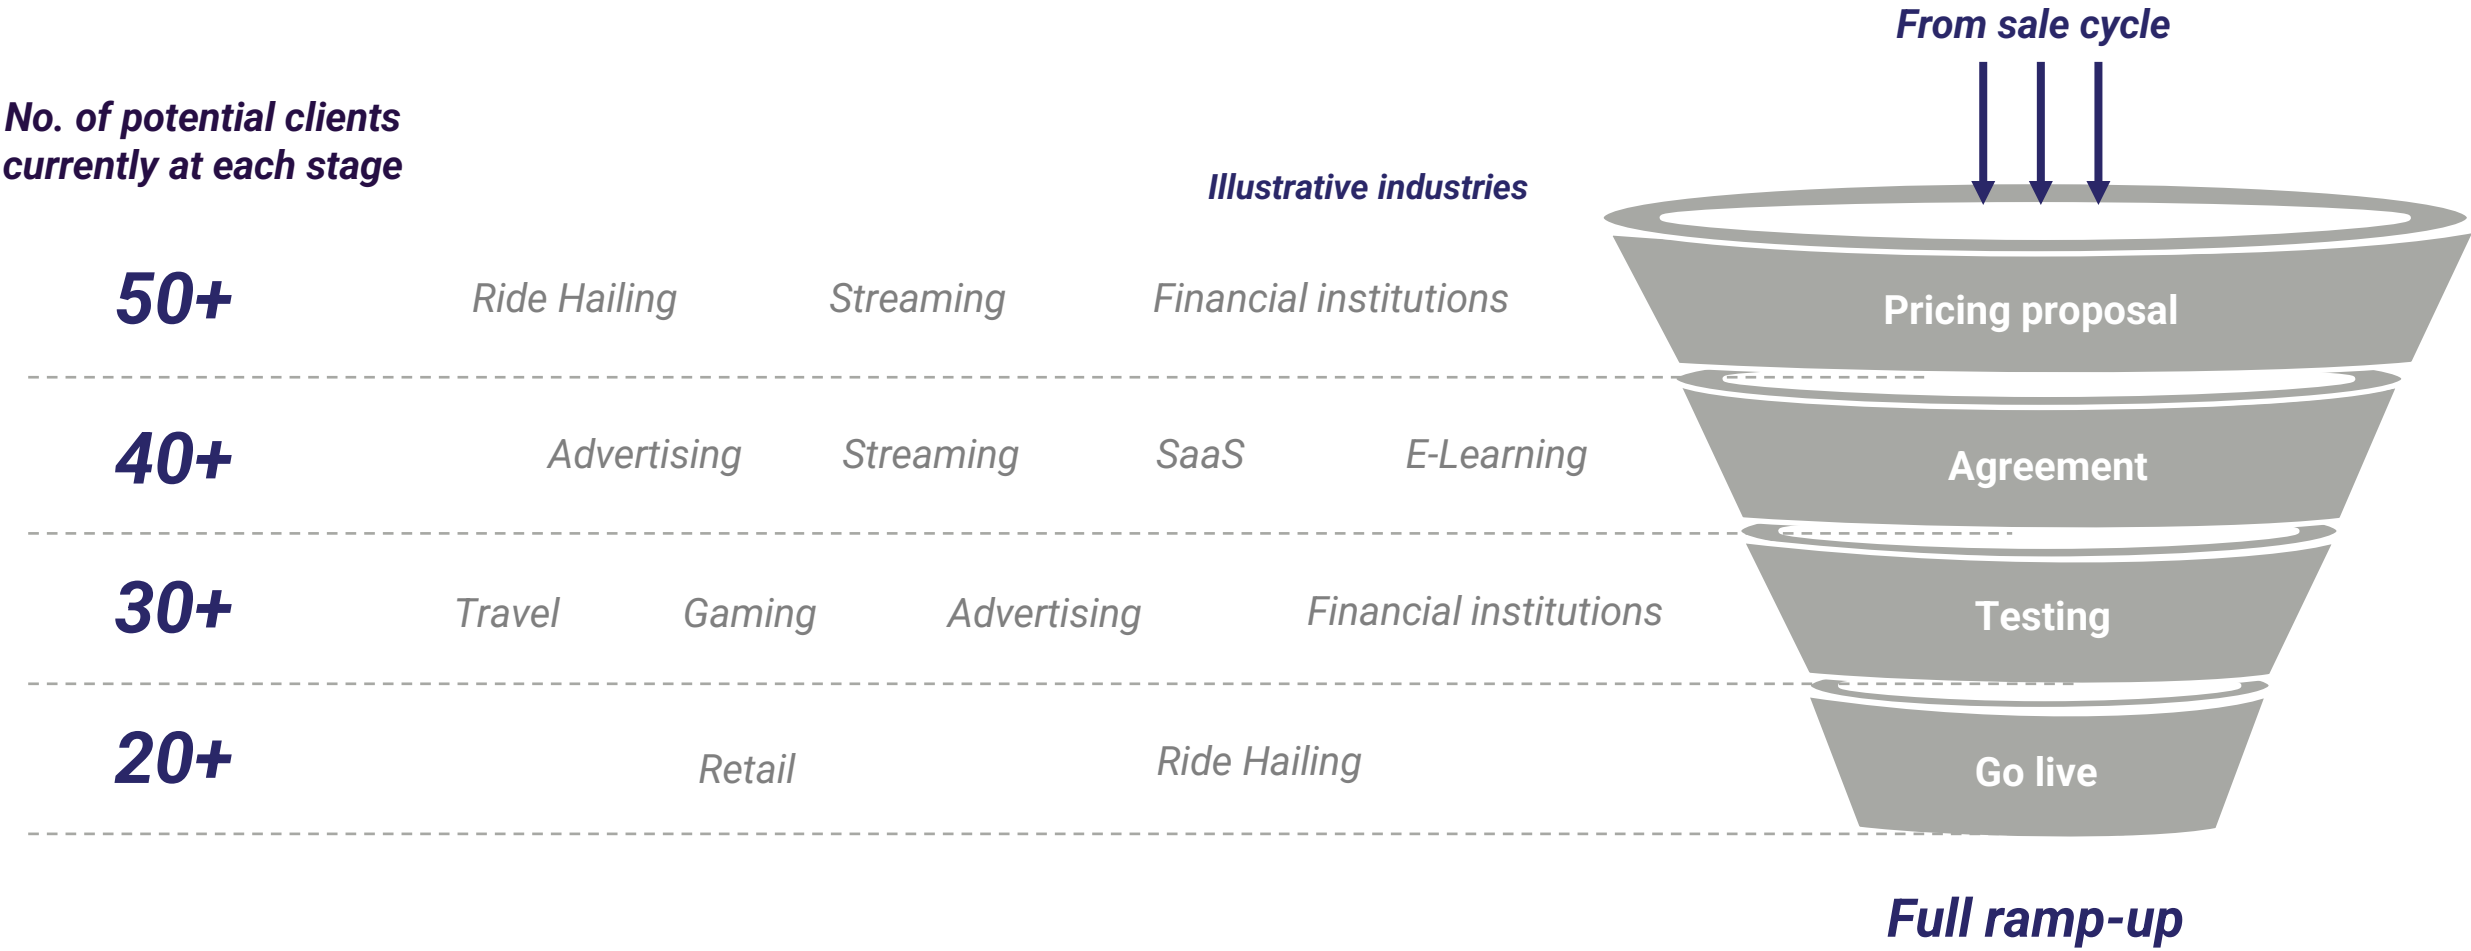 From sale cycle
No. of potential clients
currently at each stage
Illustrative industries
50+ Ride Hailing Streaming Financial institutions Pricing proposal
40+ Advertising Streaming SaaS E-Learning Agreement
30+ Travel Gaming Advertising Financial institutions Testing
20+ Retail Ride Hailing Go live
Full ramp-up